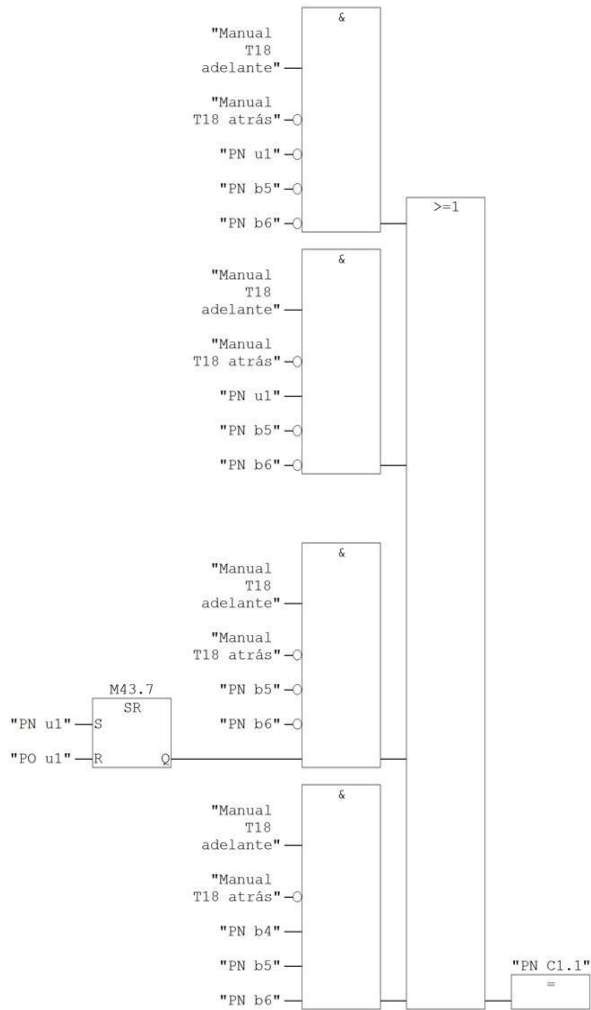 &
"Manual
T18
adelante"
"Manual
T18 atrás"
"PN u1"
"PN b5"
"PN b6"
>=1
&
"Manual
T18
adelante"
"Manual
T18 atrás"
"PN u1"
"PN b5"
"PN b6"
&
"Manual
T18
adelante"
"Manual
T18 atrás"
"PN b5"
"PN b6"
M43.7
SR
"PN u1" S
"PO u1" R Q
&
"Manual
T18
adelante"
"Manual
T18 atrás"
"PN b4"
"PN b5"
"PN b6"
"PN C1.1"
=